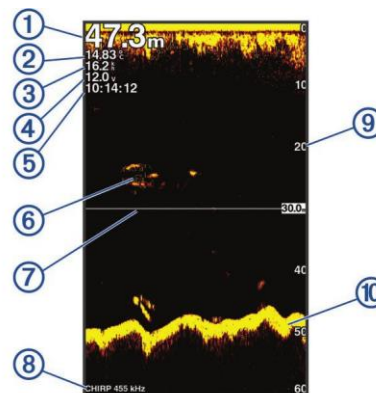 ① 47.3 m 0
② 14.83 °C
③ 16.2 k h
④ 12.0 v 10
⑤ 10:14:12
20 ⑨
⑥
30.0 m
⑦
40
50 ⑩
⑧ CHIRP 455 kHz 60